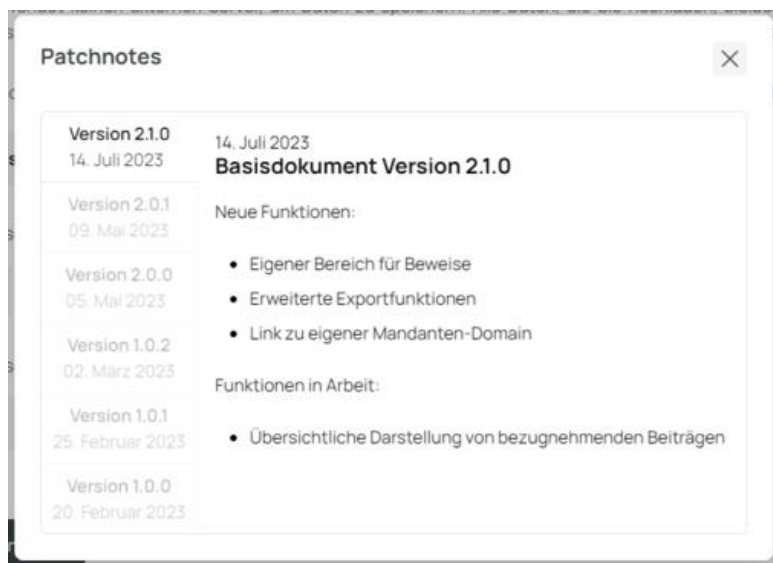 Patchnotes
Version 2.1.0
14. Juli 2023
Version 2.0.1
09. Mai 2023
Version 2.0.0
05. Mai 2023
Version 1.0.2
02. März 2023
Version 1.0.1
25. Februar 2023
Version 1.0.0
20. Februar 2023
14. Juli 2023
Basisdokument Version 2.1.0
Neue Funktionen:
• Eigener Bereich für Beweise
• Erweiterte Exportfunktionen
• Link zu eigener Mandanten-Domain
Funktionen in Arbeit:
• Übersichtliche Darstellung von bezugnehmenden Beiträgen